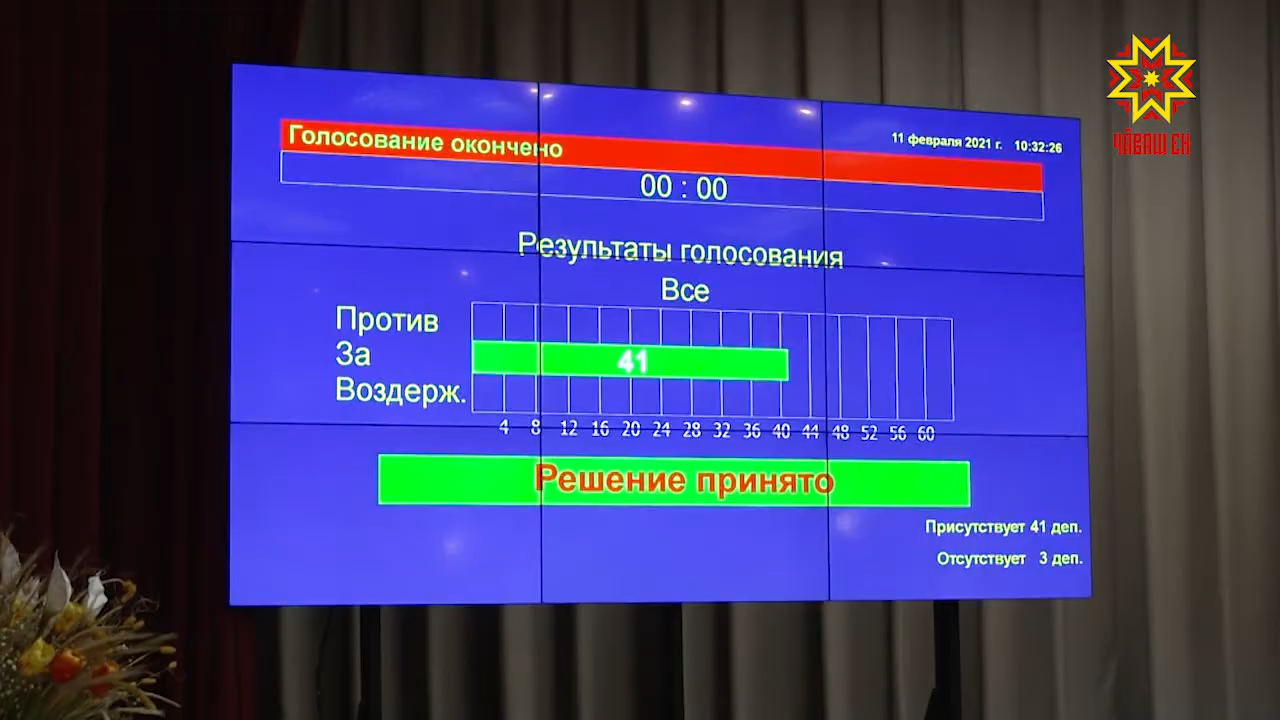 ЧӐВАШ ЕН
11 февраля 2021 г. 10:32:26
Голосование окончено
00 : 00
Результаты голосования
Все
Против
За 41
Воздерж.
4 8 12 16 20 24 28 32 36 40 44 48 52 56 60
Решение принято
Присутствует 41 деп.
Отсутствует 3 деп.